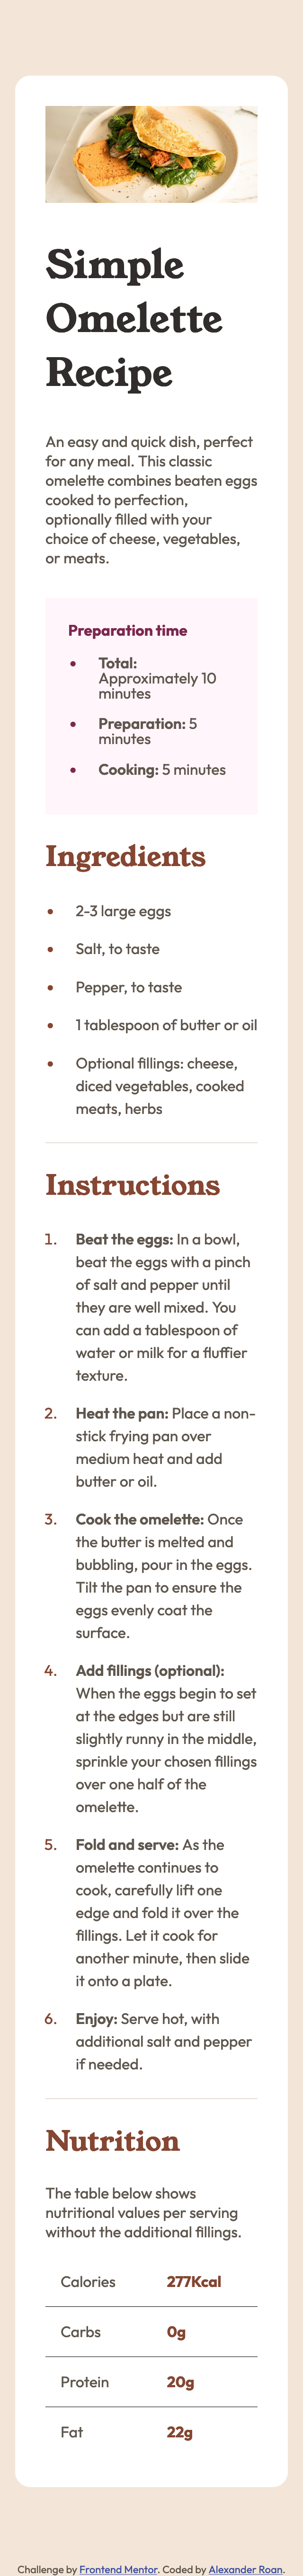 Simple
Omelette
Recipe
An easy and quick dish, perfect
for any meal. This classic
omelette combines beaten eggs
cooked to perfection,
optionally filled with your
choice of cheese, vegetables,
or meats.
Preparation time
• Total:
Approximately 10
minutes
• Preparation: 5
minutes
• Cooking: 5 minutes
Ingredients
• 2-3 large eggs
• Salt, to taste
• Pepper, to taste
• 1 tablespoon of butter or oil
• Optional fillings: cheese,
diced vegetables, cooked
meats, herbs
Instructions
1. Beat the eggs: In a bowl,
beat the eggs with a pinch
of salt and pepper until
they are well mixed. You
can add a tablespoon of
water or milk for a fluffier
texture.
2. Heat the pan: Place a non-
stick frying pan over
medium heat and add
butter or oil.
3. Cook the omelette: Once
the butter is melted and
bubbling, pour in the eggs.
Tilt the pan to ensure the
eggs evenly coat the
surface.
4. Add fillings (optional):
When the eggs begin to set
at the edges but are still
slightly runny in the middle,
sprinkle your chosen fillings
over one half of the
omelette.
5. Fold and serve: As the
omelette continues to
cook, carefully lift one
edge and fold it over the
fillings. Let it cook for
another minute, then slide
it onto a plate.
6. Enjoy: Serve hot, with
additional salt and pepper
if needed.
Nutrition
The table below shows
nutritional values per serving
without the additional fillings.
Calories 277Kcal
Carbs 0g
Protein 20g
Fat 22g
Challenge by Frontend Mentor. Coded by Alexander Roan.